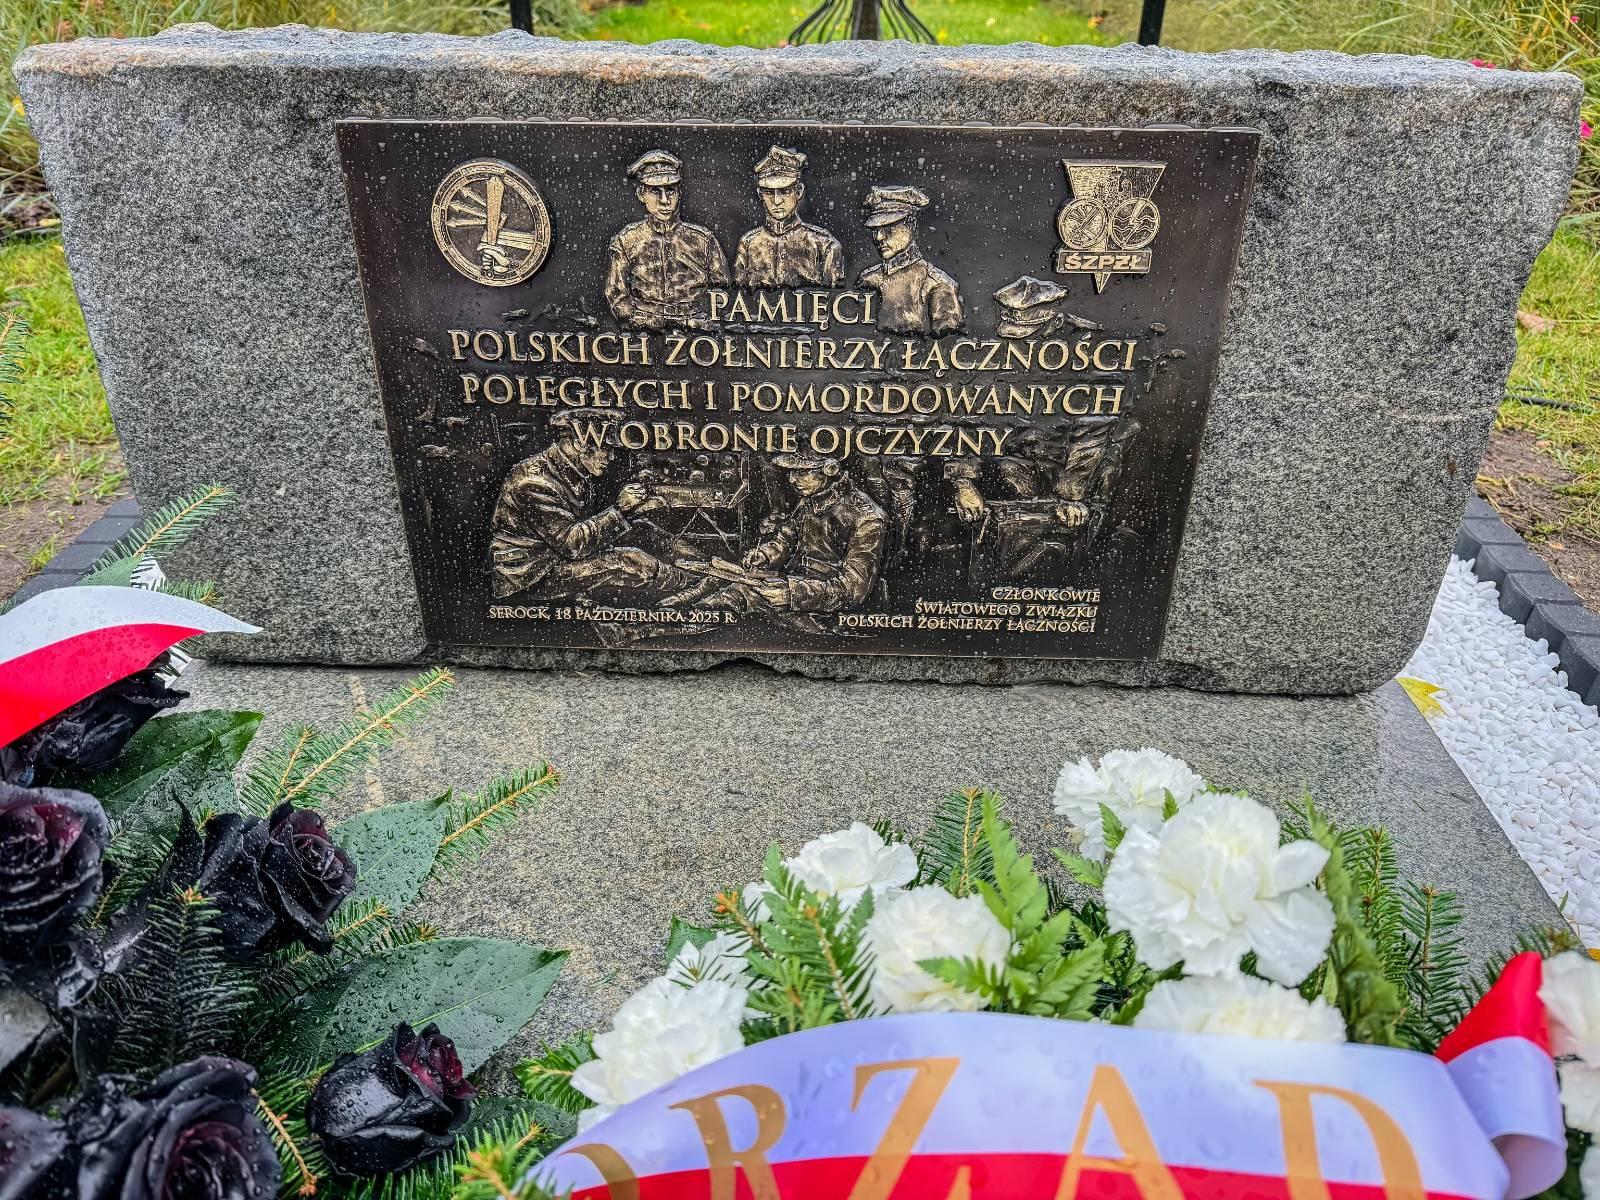 ŚZPZŁ
PAMIĘCI
POLSKICH ŻOŁNIERZY ŁĄCZNOŚCI
POLEGŁYCH I POMORDOWANYCH
W OBRONIE OJCZYZNY
SEROCK, 18 PAŹDZIERNIKA 2025 R.
CZŁONKOWIE
ŚWIATOWEGO ZWIĄZKU
POLSKICH ŻOŁNIERZY ŁĄCZNOŚCI
RZĄD